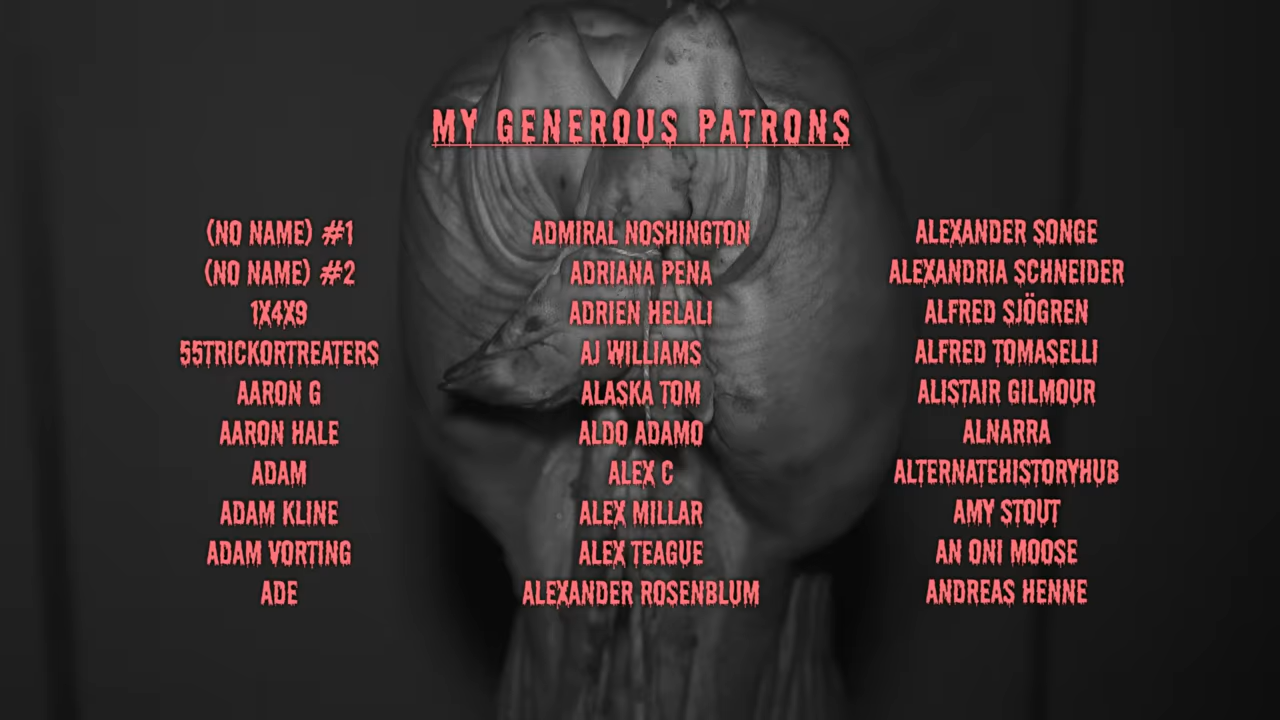 MY GENEROUS PATRONS
(NO NAME) #1
(NO NAME) #2
1X4X9
55TRICKORTREATERS
AARON G
AARON HALE
ADAM
ADAM KLINE
ADAM VORTING
ADE
ADMIRAL NOSHINGTON
ADRIANA PENA
ADRIEN HELALI
AJ WILLIAMS
ALASKA TOM
ALDO ADAMO
ALEX C
ALEX MILLAR
ALEX TEAGUE
ALEXANDER ROSENBLUM
ALEXANDER SONGE
ALEXANDRIA SCHNEIDER
ALFRED SJÖGREN
ALFRED TOMASELLI
ALISTAIR GILMOUR
ALNARRA
ALTERNATEHISTORYHUB
AMY STOUT
AN ONI MOOSE
ANDREAS HENNE